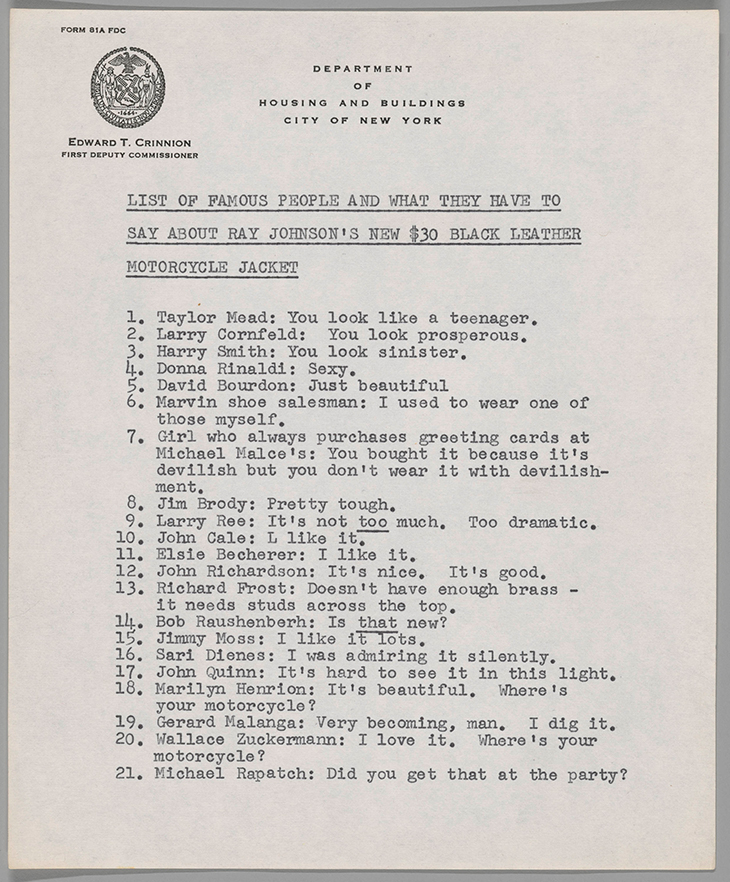 FORM 81A FDC
1664
EDWARD T. CRINNION
FIRST DEPUTY COMMISSIONER
DEPARTMENT
OF
HOUSING AND BUILDINGS
CITY OF NEW YORK
LIST OF FAMOUS PEOPLE AND WHAT THEY HAVE TO
SAY ABOUT RAY JOHNSON'S NEW $30 BLACK LEATHER
MOTORCYCLE JACKET
1. Taylor Mead: You look like a teenager.
2. Larry Cornfeld: You look prosperous.
3. Harry Smith: You look sinister.
4. Donna Rinaldi: Sexy.
5. David Bourdon: Just beautiful
6. Marvin shoe salesman: I used to wear one of
those myself.
7. Girl who always purchases greeting cards at
Michael Malce's: You bought it because it's
devilish but you don't wear it with devilish-
ment.
8. Jim Brody: Pretty tough.
9. Larry Ree: It's not too much. Too dramatic.
10. John Cale: L like it.
11. Elsie Becherer: I like it.
12. John Richardson: It's nice. It's good.
13. Richard Frost: Doesn't have enough brass -
it needs studs across the top.
14. Bob Raushenberh: Is that new?
15. Jimmy Moss: I like it lots.
16. Sari Dienes: I was admiring it silently.
17. John Quinn: It's hard to see it in this light.
18. Marilyn Henrion: It's beautiful. Where's
your motorcycle?
19. Gerard Malanga: Very becoming, man. I dig it.
20. Wallace Zuckermann: I love it. Where's your
motorcycle?
21. Michael Rapatch: Did you get that at the party?